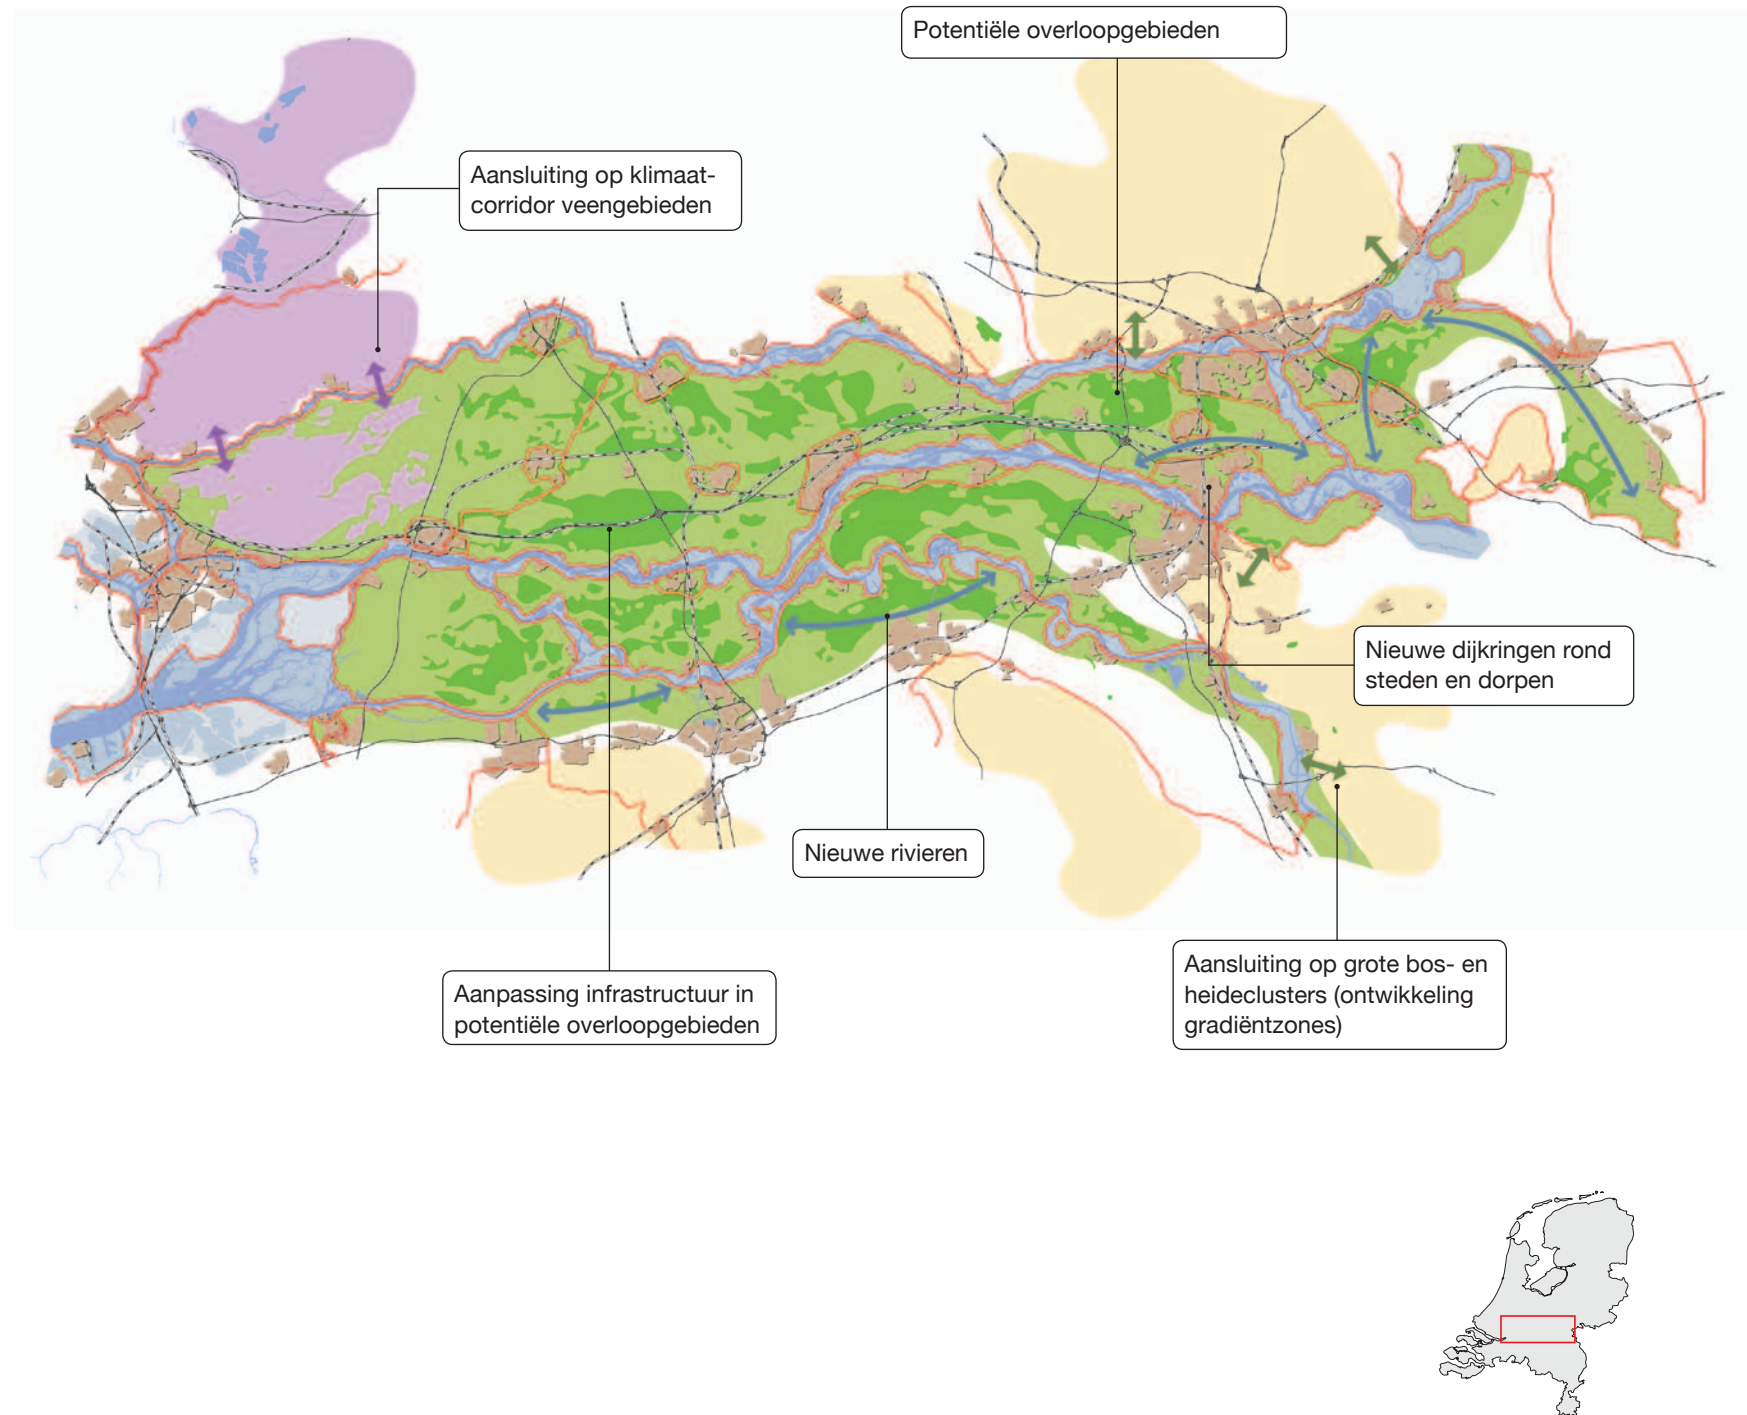 Potentiële overloopgebieden
Aansluiting op klimaat-
corridor veengebieden
Nieuwe dijkringen rond
steden en dorpen
Nieuwe rivieren
Aansluiting op grote bos- en
heideclusters (ontwikkeling
gradiëntzones)
Aanpassing infrastructuur in
potentiële overloopgebieden